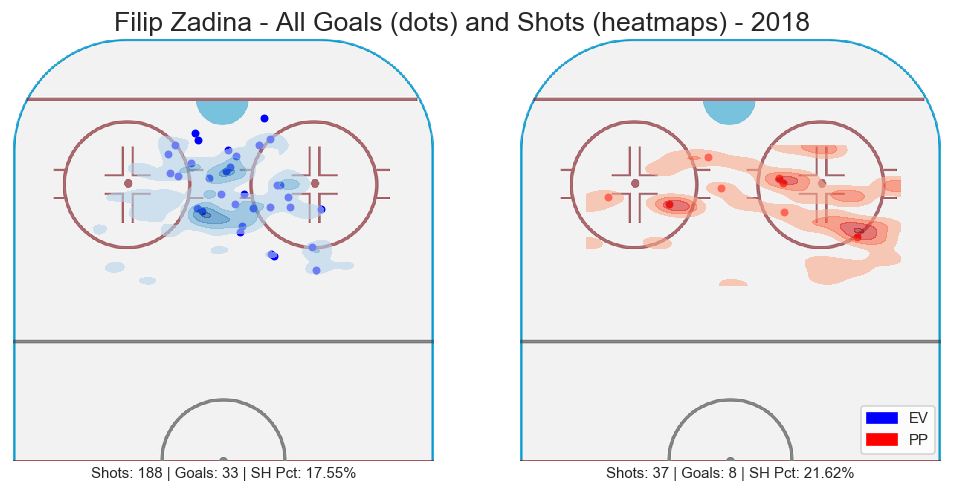 Filip Zadina - All Goals (dots) and Shots (heatmaps) - 2018
EV
PP
Shots: 188 | Goals: 33 | SH Pct: 17.55%
Shots: 37 | Goals: 8 | SH Pct: 21.62%